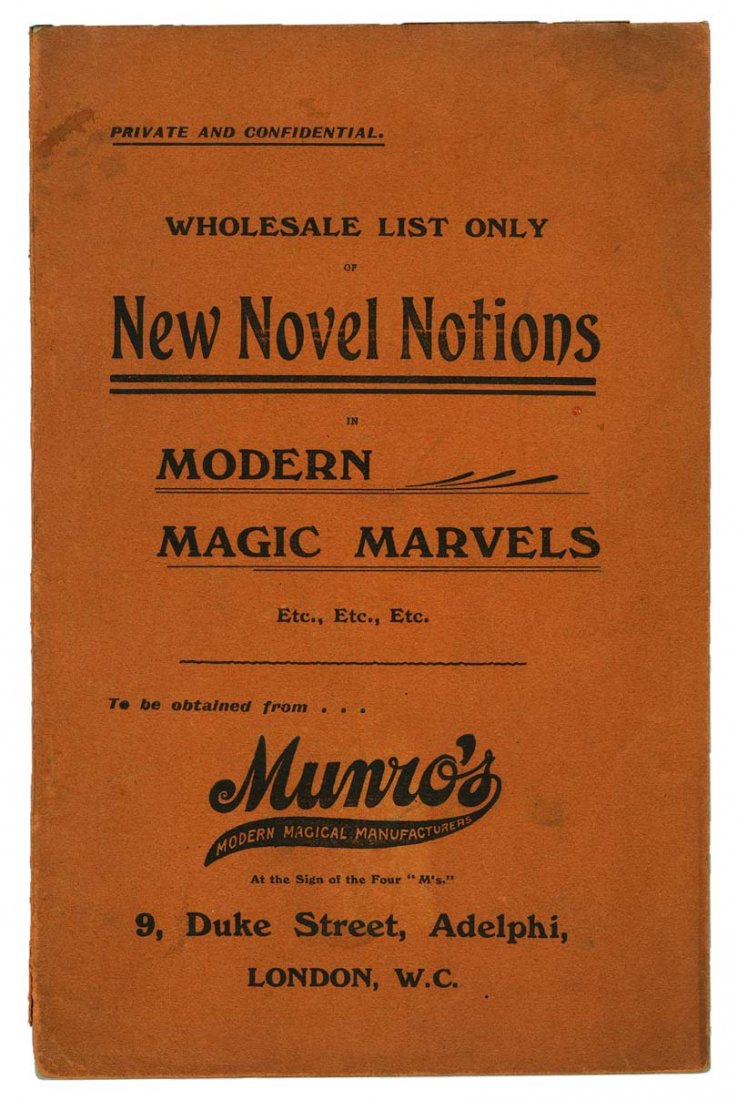 PRIVATE AND CONFIDENTIAL.
WHOLESALE LIST ONLY
OF
New Novel Notions
IN
MODERN
MAGIC MARVELS
Etc., Etc., Etc.
To be obtained from . . .
Munro's
MODERN MAGICAL MANUFACTURERS
At the Sign of the Four "M's."
9, Duke Street, Adelphi,
LONDON, W.C.